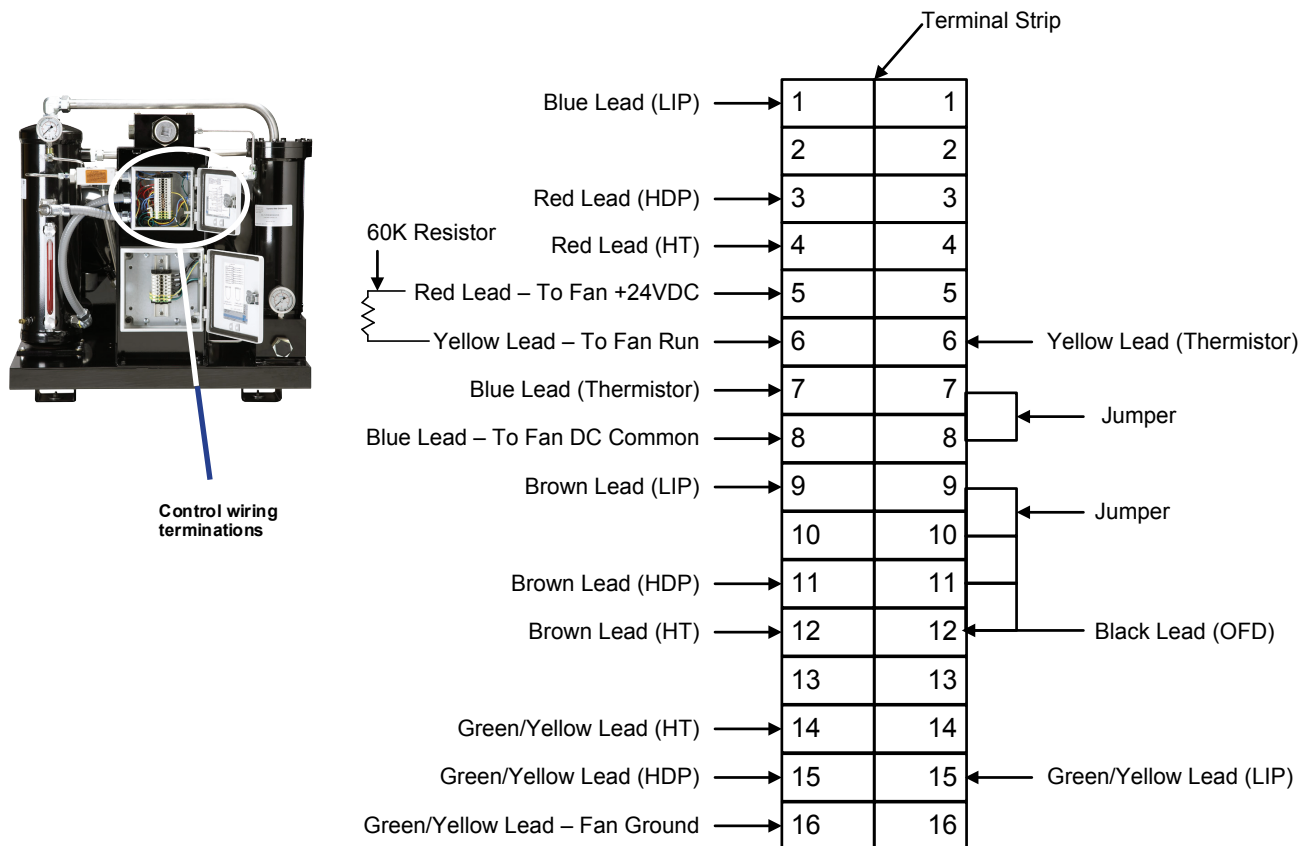 Terminal Strip
Blue Lead (LIP) 1 1
2 2
Red Lead (HDP) 3 3
60K Resistor
Red Lead (HT) 4 4
Red Lead – To Fan +24VDC 5 5
Yellow Lead – To Fan Run 6 6 Yellow Lead (Thermistor)
Blue Lead (Thermistor) 7 7
Jumper
Blue Lead – To Fan DC Common 8 8
Brown Lead (LIP) 9 9
Jumper
10 10
Brown Lead (HDP) 11 11
Brown Lead (HT) 12 12 Black Lead (OFD)
13 13
Green/Yellow Lead (HT) 14 14
Green/Yellow Lead (HDP) 15 15 Green/Yellow Lead (LIP)
Green/Yellow Lead – Fan Ground 16 16
Control wiring
terminations